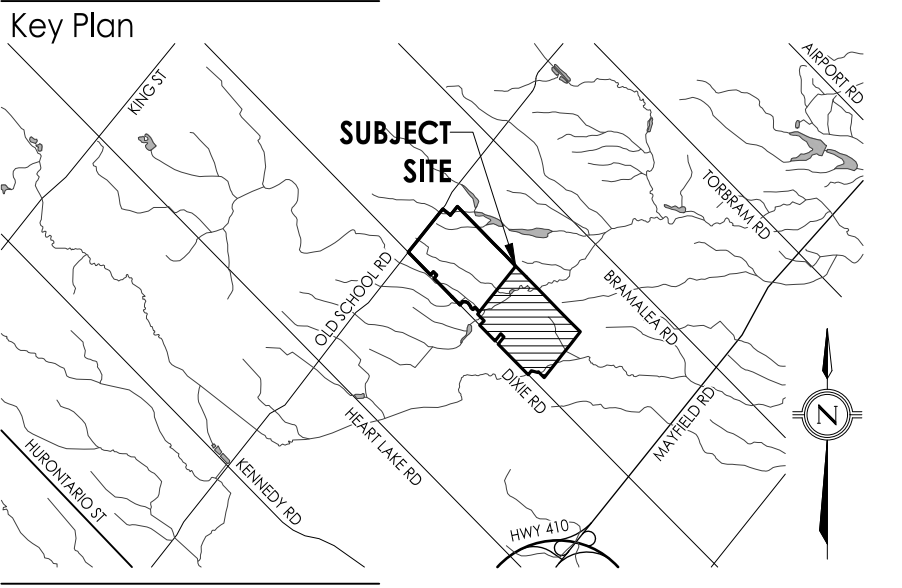 Key Plan
KING ST
AIRPORT RD
SUBJECT
SITE
TORBRAM RD
OLD SCHOOL RD
BRAMALEA RD
DIXIE RD
HEART LAKE RD
MAYFIELD RD
N
HURONTARIO ST
KENNEDY RD
HWY 410